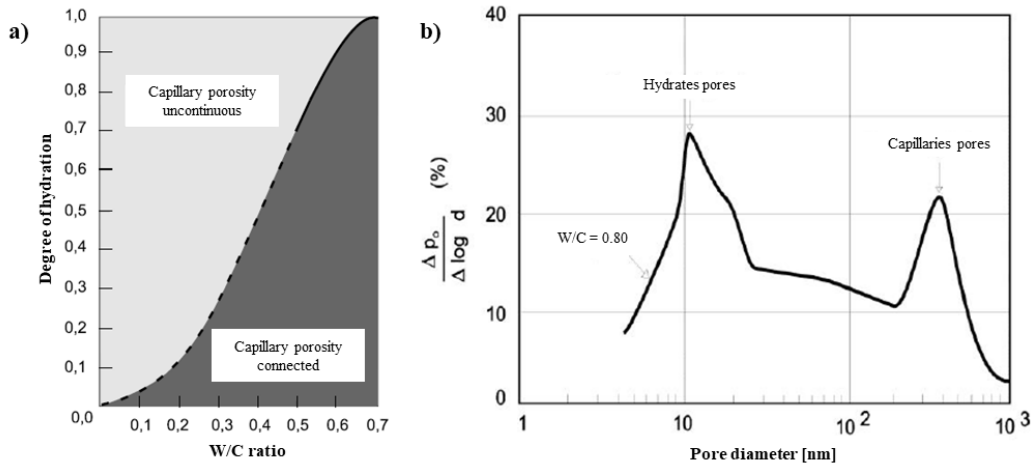 a)
1,0
0,9
0,8
0,7
0,6
0,5
0,4
0,3
0,2
0,1
0,0
Degree of hydration
Capillary porosity
uncontinuous
Capillary porosity
connected
0,1 0,2 0,3 0,4 0,5 0,6 0,7
W/C ratio
b)
40
30
20
10
0
Δ pₒ
Δ log d
(%)
Hydrates pores
Capillaries pores
W/C = 0.80
1 10 10² 10³
Pore diameter [nm]